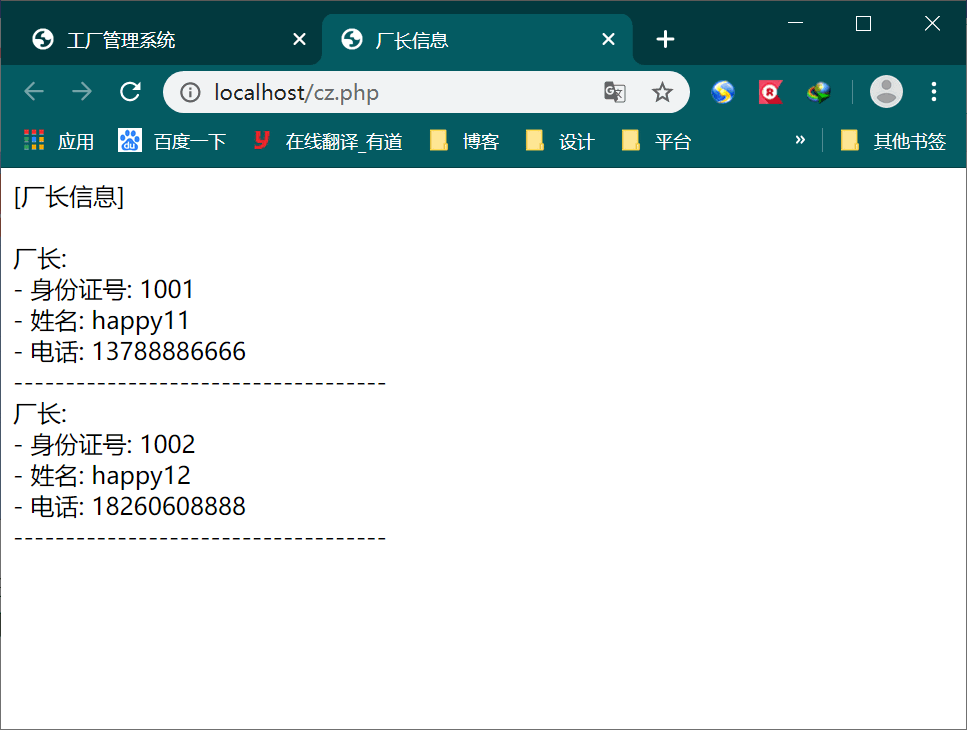 工厂管理系统
厂长信息
localhost/cz.php
应用 百度一下 在线翻译_有道 博客 设计 平台 » 其他书签
[厂长信息]
厂长:
- 身份证号: 1001
- 姓名: happy11
- 电话: 13788886666
------------------------------------
厂长:
- 身份证号: 1002
- 姓名: happy12
- 电话: 18260608888
------------------------------------